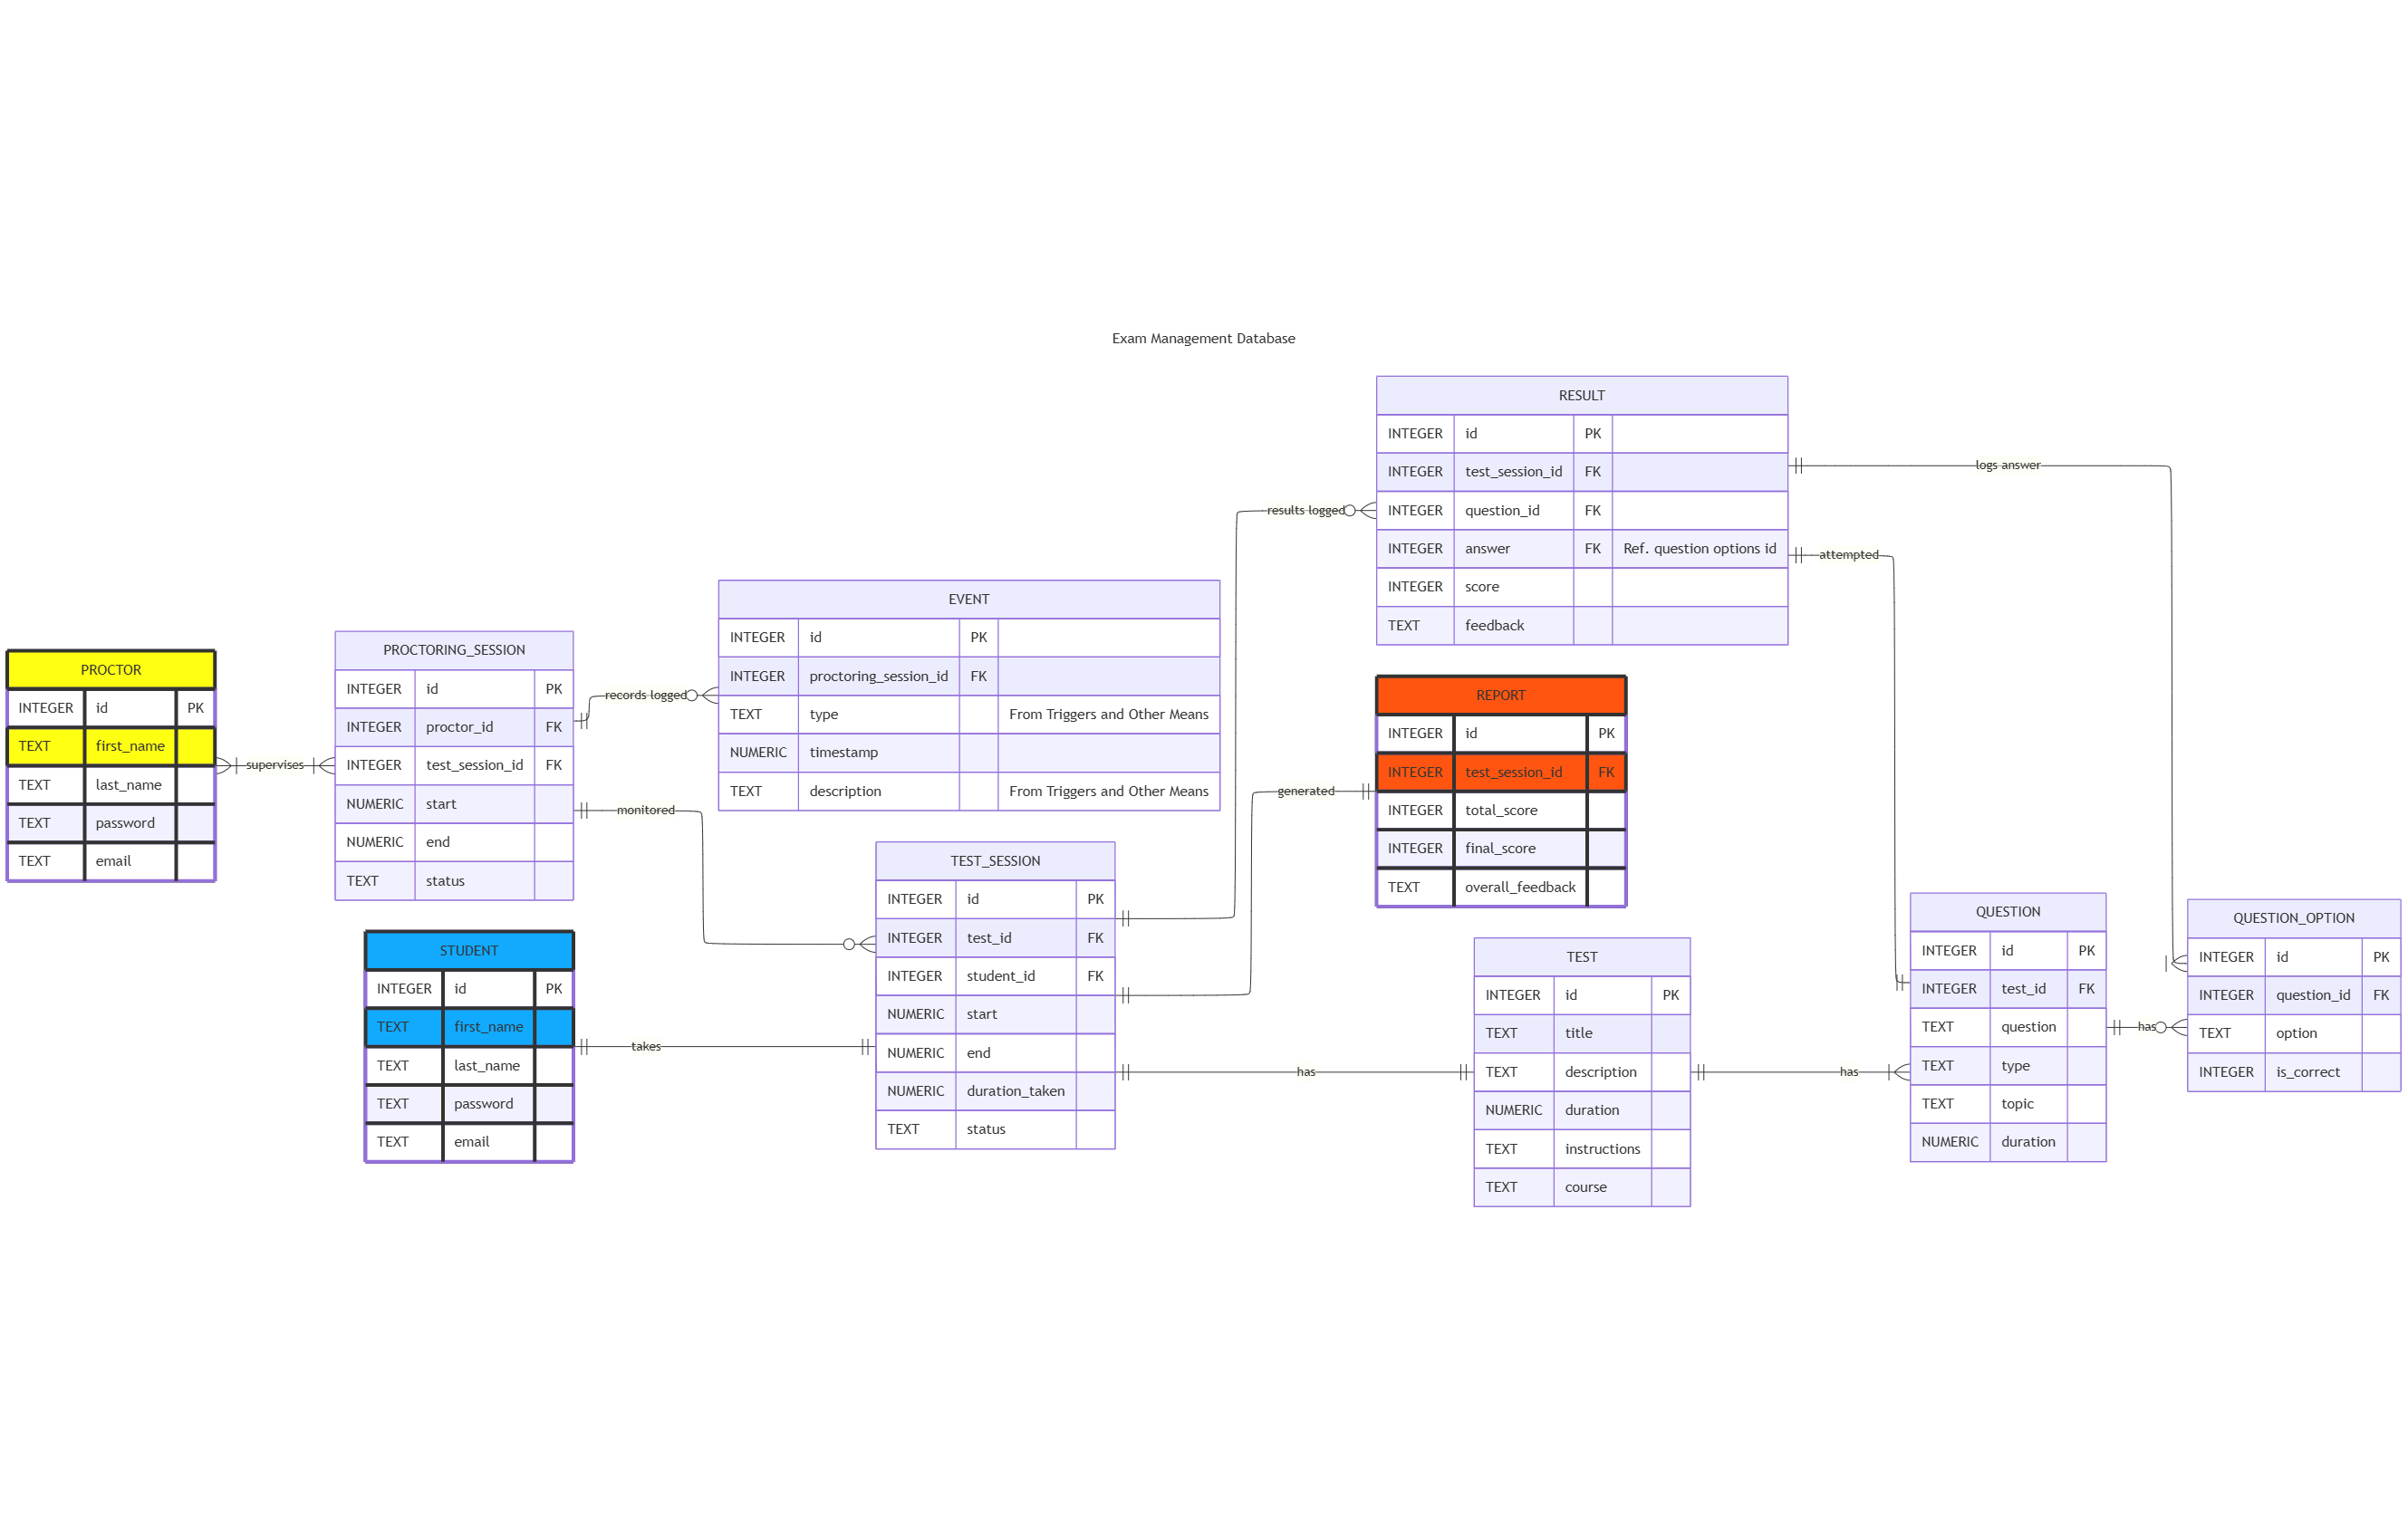 Exam Management Database
RESULT
INTEGER id PK
INTEGER test_session_id FK
INTEGER question_id FK
INTEGER answer FK Ref. question options id
INTEGER score
TEXT feedback
logs answer
results logged
attempted
EVENT
INTEGER id PK
INTEGER proctoring_session_id FK
TEXT type From Triggers and Other Means
NUMERIC timestamp
TEXT description From Triggers and Other Means
PROCTORING_SESSION
INTEGER id PK
INTEGER proctor_id FK
INTEGER test_session_id FK
NUMERIC start
NUMERIC end
TEXT status
PROCTOR
INTEGER id PK
TEXT first_name
TEXT last_name
TEXT password
TEXT email
supervises
records logged
monitored
REPORT
INTEGER id PK
INTEGER test_session_id FK
INTEGER total_score
INTEGER final_score
TEXT overall_feedback
generated
TEST_SESSION
INTEGER id PK
INTEGER test_id FK
INTEGER student_id FK
NUMERIC start
NUMERIC end
NUMERIC duration_taken
TEXT status
STUDENT
INTEGER id PK
TEXT first_name
TEXT last_name
TEXT password
TEXT email
takes
has
TEST
INTEGER id PK
TEXT title
TEXT description
NUMERIC duration
TEXT instructions
TEXT course
has
QUESTION
INTEGER id PK
INTEGER test_id FK
TEXT question
TEXT type
TEXT topic
NUMERIC duration
has
QUESTION_OPTION
INTEGER id PK
INTEGER question_id FK
TEXT option
INTEGER is_correct